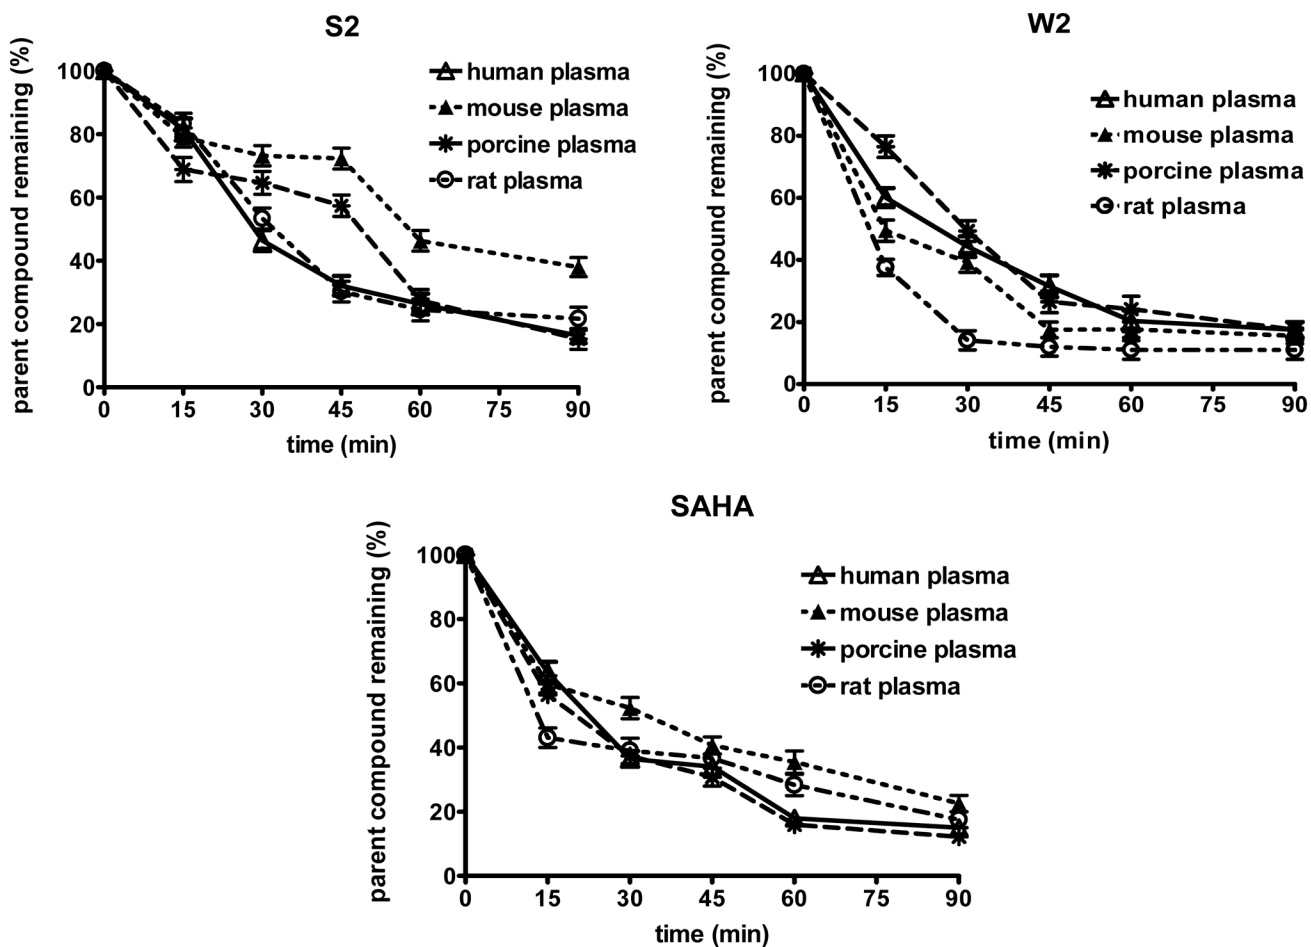 S2
parent compound remaining (%)
100
80
60
40
20
0
0 15 30 45 60 75 90
time (min)
human plasma
mouse plasma
porcine plasma
rat plasma
W2
parent compound remaining (%)
100
80
60
40
20
0
0 15 30 45 60 75 90
time (min)
human plasma
mouse plasma
porcine plasma
rat plasma
SAHA
parent compound remaining (%)
100
80
60
40
20
0
0 15 30 45 60 75 90
time (min)
human plasma
mouse plasma
porcine plasma
rat plasma